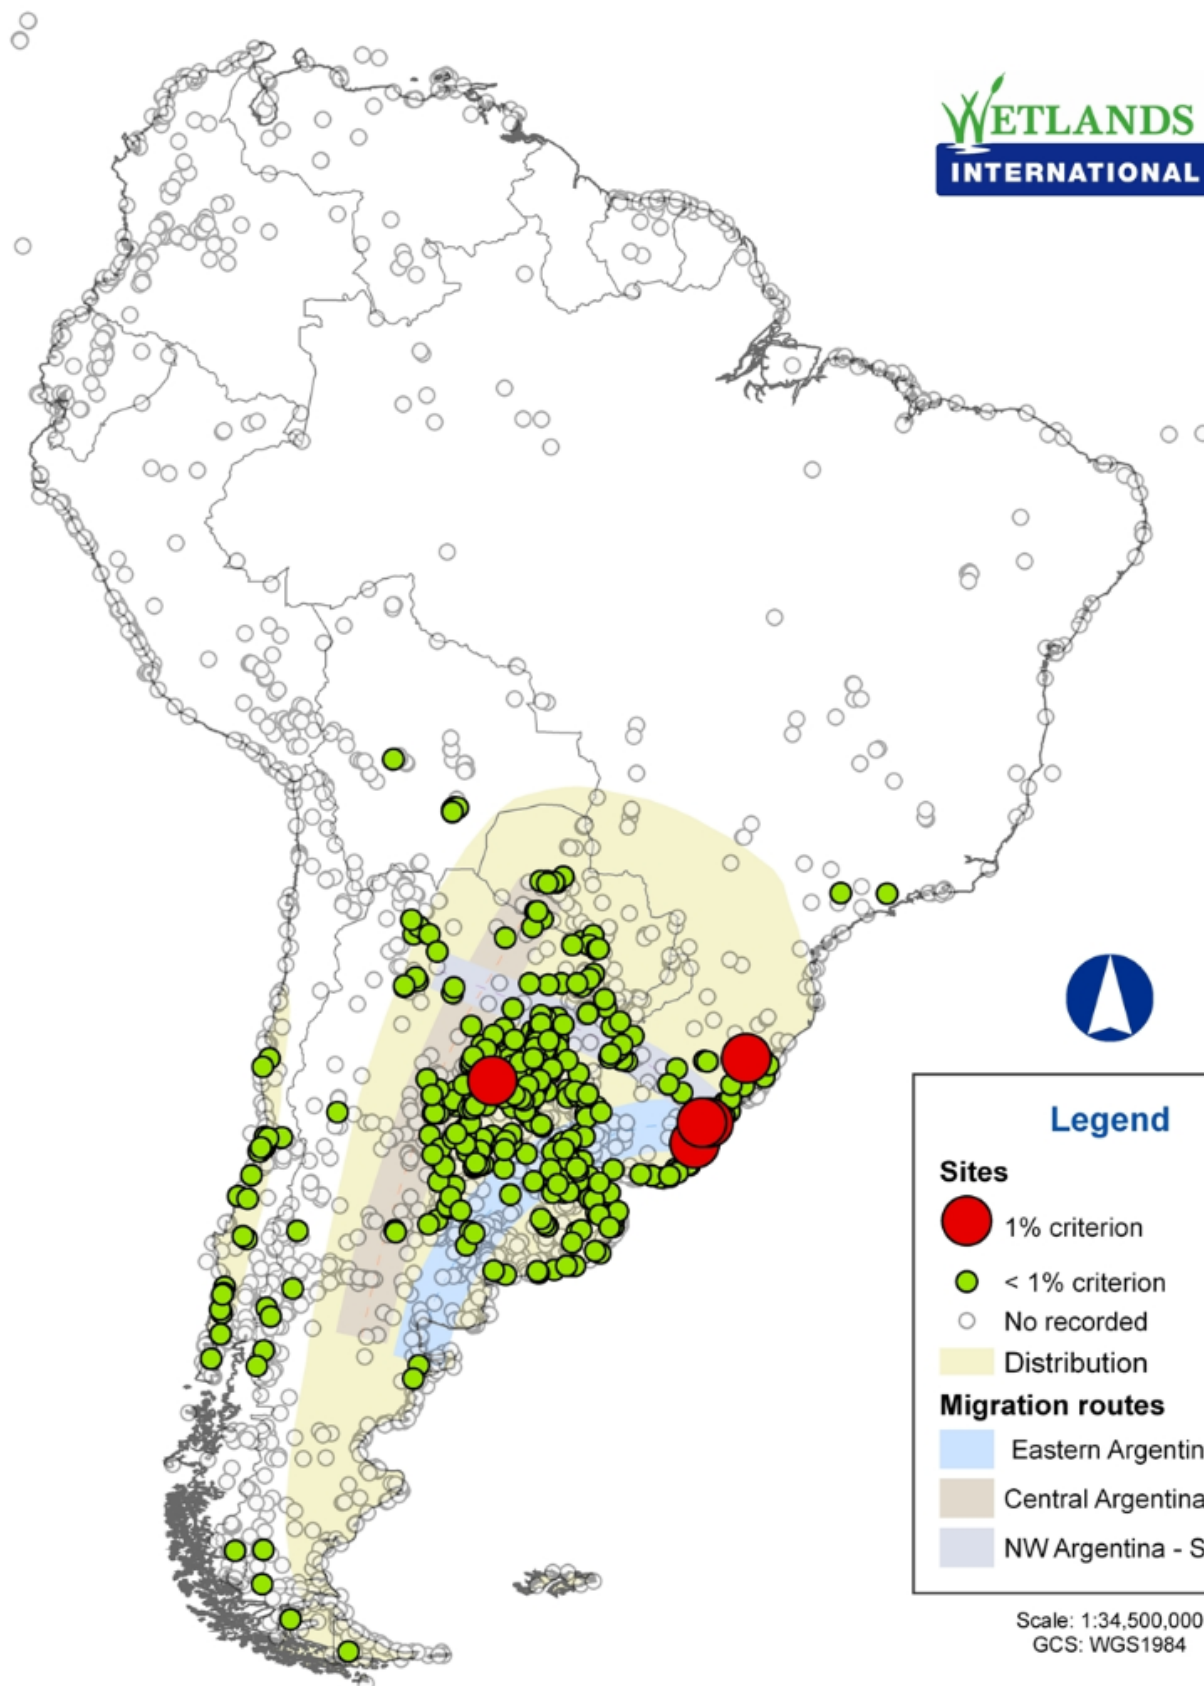 WETLANDS
INTERNATIONAL
Legend
Sites
1% criterion
< 1% criterion
No recorded
Distribution
Migration routes
Eastern Argentin
Central Argentina
NW Argentina - S
Scale: 1:34,500,000
GCS: WGS1984